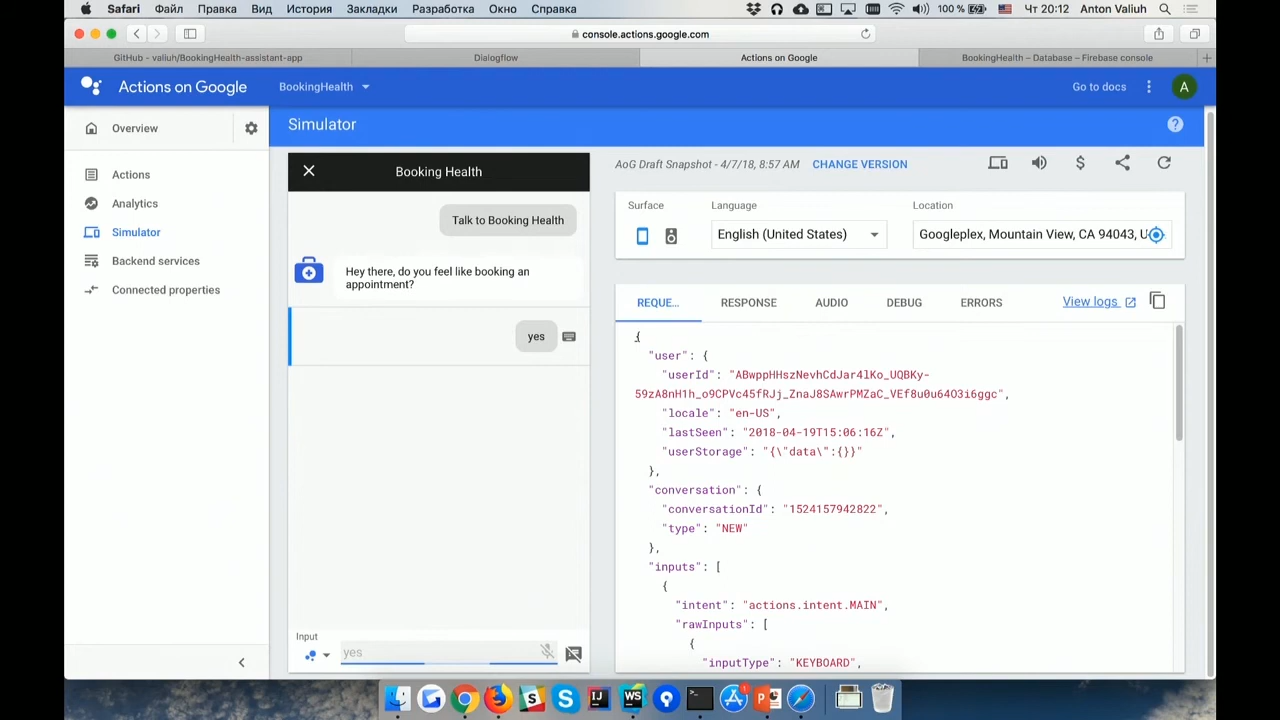 Safari Файл Правка Вид История Закладки Разработка Окно Справка 100 % Чт 20:12 Anton Valiuh
console.actions.google.com
GitHub - valiuh/BookingHealth-assistant-app Dialogflow Actions on Google BookingHealth – Database – Firebase console
Actions on Google BookingHealth Go to docs A
Overview
Simulator
Actions
Analytics
Simulator
Backend services
Connected properties
Booking Health
Talk to Booking Health
Hey there, do you feel like booking an
appointment?
yes
Input
yes
AoG Draft Snapshot - 4/7/18, 8:57 AM CHANGE VERSION
Surface Language Location
English (United States) Googleplex, Mountain View, CA 94043, U
REQUE... RESPONSE AUDIO DEBUG ERRORS View logs
{
"user": {
"userId": "ABwppHHszNevhCdJar4lKo_UQBKy-
59zA8nH1h_o9CPVc45fRJj_ZnaJ8SAwrPMZaC_VEf8u0u64O3i6ggc",
"locale": "en-US",
"lastSeen": "2018-04-19T15:06:16Z",
"userStorage": "{\"data\":{}}"
},
"conversation": {
"conversationId": "1524157942822",
"type": "NEW"
},
"inputs": [
{
"intent": "actions.intent.MAIN",
"rawInputs": [
{
"inputType": "KEYBOARD",